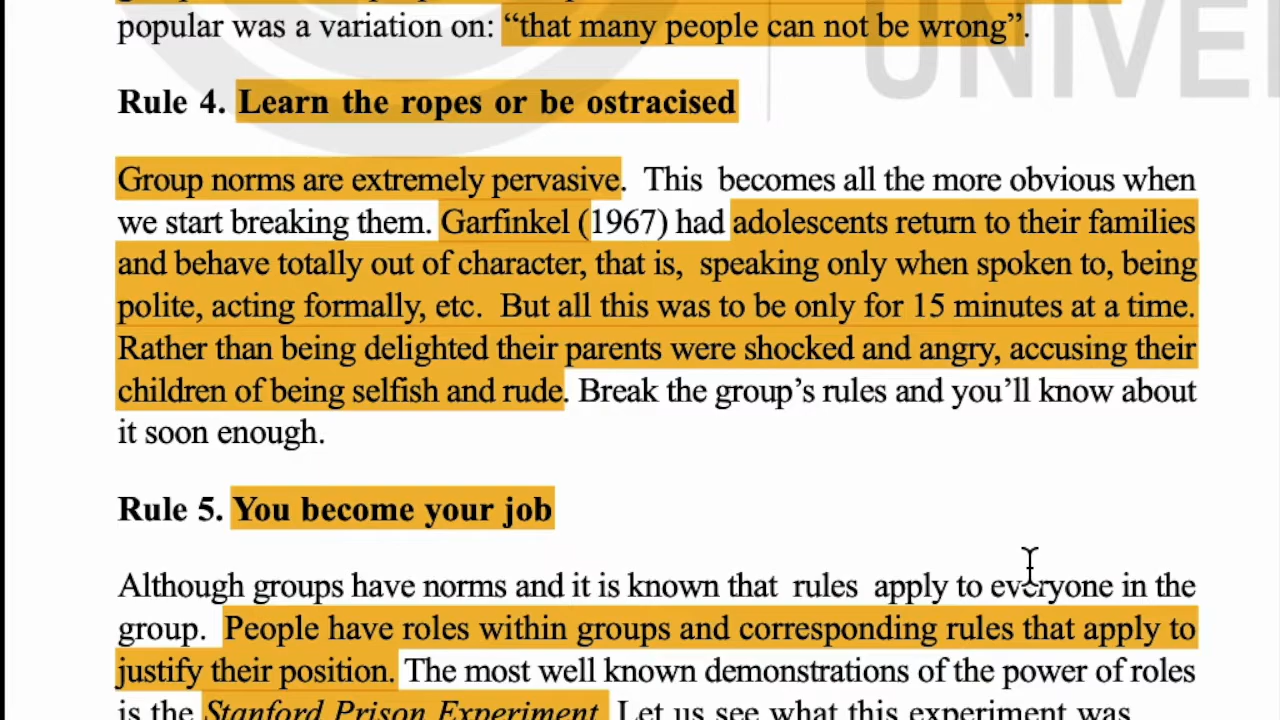 popular was a variation on: “that many people can not be wrong”.
UNIVE
Rule 4. Learn the ropes or be ostracised
Group norms are extremely pervasive. This becomes all the more obvious when
we start breaking them. Garfinkel (1967) had adolescents return to their families
and behave totally out of character, that is, speaking only when spoken to, being
polite, acting formally, etc. But all this was to be only for 15 minutes at a time.
Rather than being delighted their parents were shocked and angry, accusing their
children of being selfish and rude. Break the group’s rules and you’ll know about
it soon enough.
Rule 5. You become your job
Although groups have norms and it is known that rules apply to everyone in the
group. People have roles within groups and corresponding rules that apply to
justify their position. The most well known demonstrations of the power of roles
is the Stanford Prison Experiment. Let us see what this experiment was